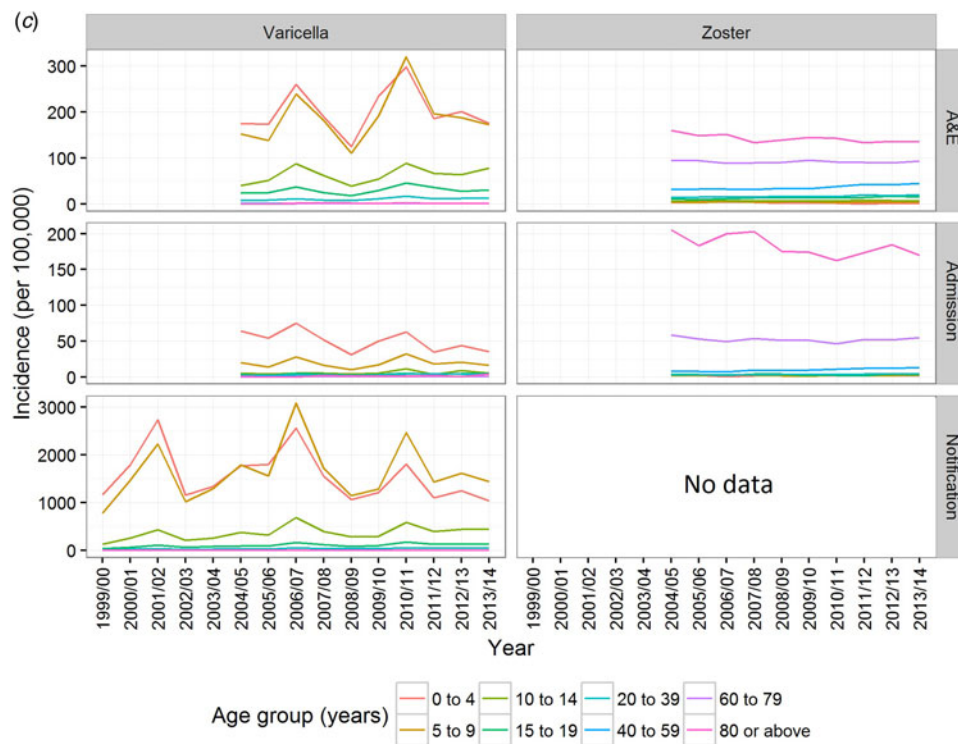 (c)
Varicella
Zoster
300
200
100
0
A&E
200
150
100
50
0
Admission
3000
2000
1000
0
No data
Notification
Incidence (per 100,000)
1999/00
2000/01
2001/02
2002/03
2003/04
2004/05
2005/06
2006/07
2007/08
2008/09
2009/10
2010/11
2011/12
2012/13
2013/14
1999/00
2000/01
2001/02
2002/03
2003/04
2004/05
2005/06
2006/07
2007/08
2008/09
2009/10
2010/11
2011/12
2012/13
2013/14
Year
Age group (years)
0 to 4
10 to 14
20 to 39
60 to 79
5 to 9
15 to 19
40 to 59
80 or above